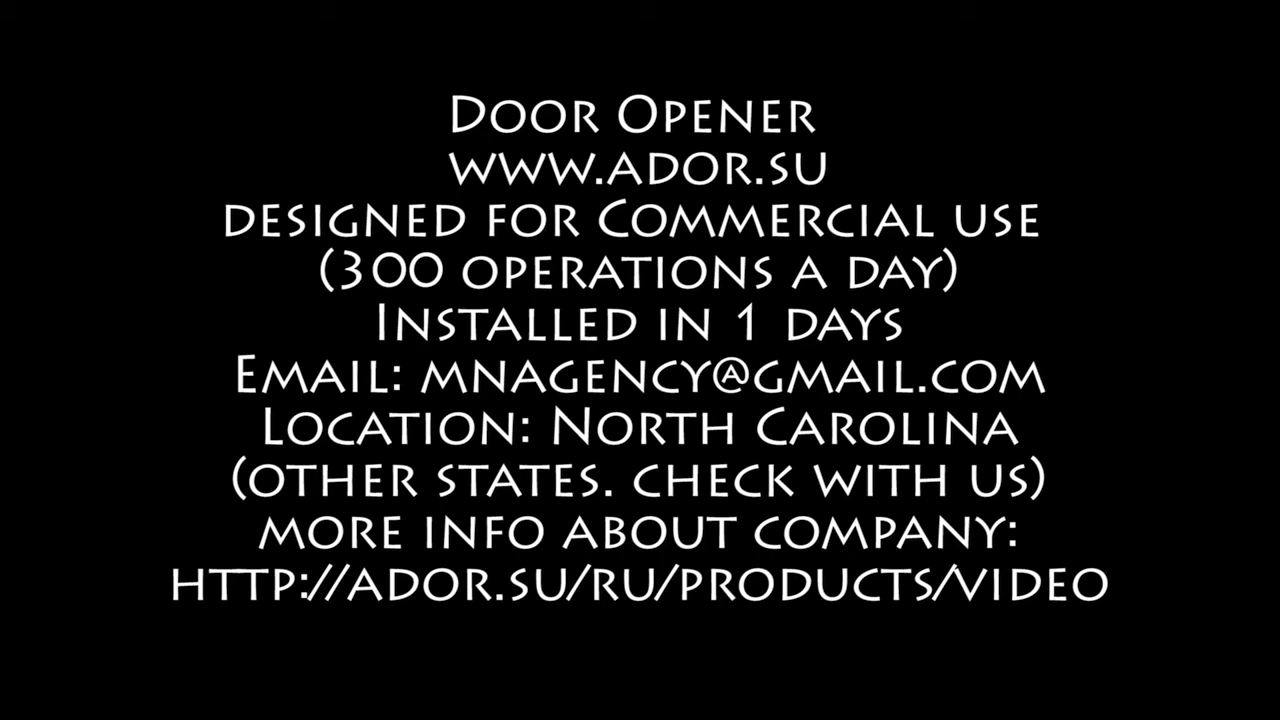 Door Opener
www.ador.su
designed for Commercial use
(300 operations a day)
Installed in 1 days
Email: mnagency@gmail.com
Location: North Carolina
(other states. check with us)
more info about company:
http://ador.su/ru/products/video